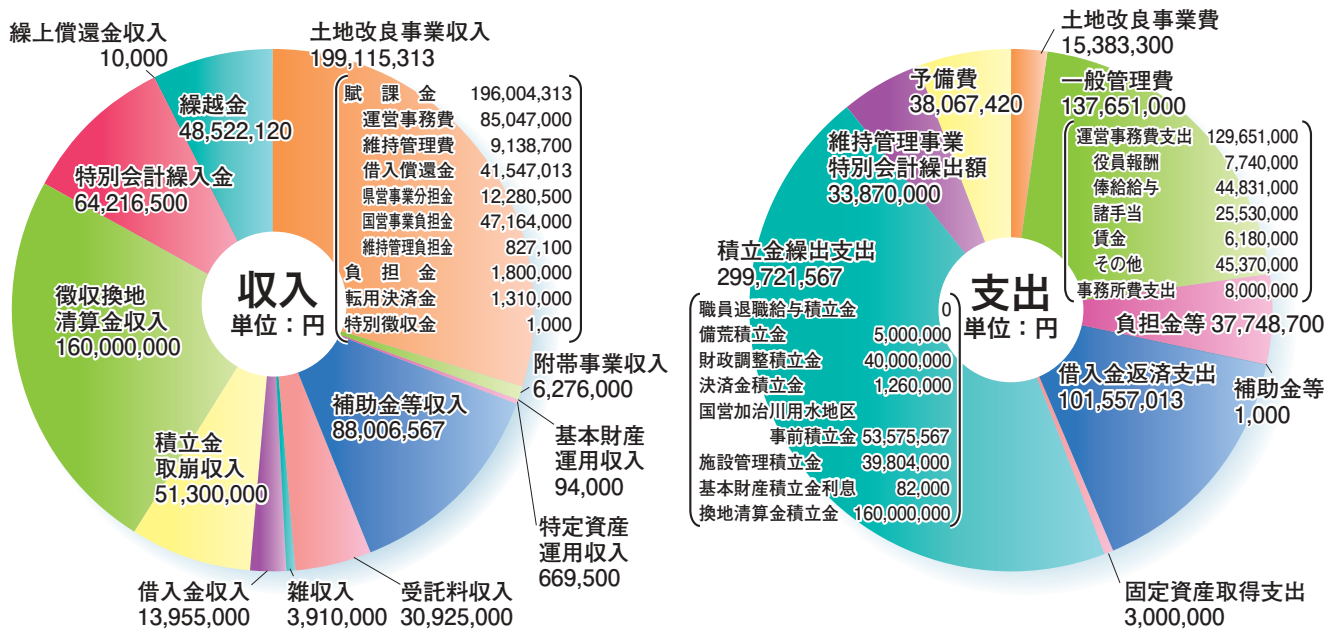 収入
単位：円
土地改良事業収入
199,115,313
賦課金 196,004,313
運営事務費 85,047,000
維持管理費 9,138,700
借入償還金 41,547,013
県営事業分担金 12,280,500
国営事業負担金 47,164,000
維持管理負担金 827,100
負担金 1,800,000
転用決済金 1,310,000
特別徴収金 1,000
附帯事業収入
6,276,000
基本財産
運用収入
94,000
特定資産
運用収入
669,500
補助金等収入
88,006,567
受託料収入
30,925,000
雑収入
3,910,000
借入金収入
13,955,000
積立金
取崩収入
51,300,000
徴収換地
清算金収入
160,000,000
特別会計繰入金
64,216,500
繰上償還金収入
10,000
繰越金
48,522,120
支出
単位：円
土地改良事業費
15,383,300
一般管理費
137,651,000
運営事務費支出 129,651,000
役員報酬 7,740,000
俸給給与 44,831,000
諸手当 25,530,000
賃金 6,180,000
その他 45,370,000
事務所費支出 8,000,000
負担金等 37,748,700
補助金等
1,000
借入金返済支出
101,557,013
固定資産取得支出
3,000,000
積立金繰出支出
299,721,567
職員退職給与積立金 0
備荒積立金 5,000,000
財政調整積立金 40,000,000
決済金積立金 1,260,000
国営加治川用水地区
事前積立金 53,575,567
施設管理積立金 39,804,000
基本財産積立金利息 82,000
換地清算金積立金 160,000,000
維持管理事業
特別会計繰出額
33,870,000
予備費
38,067,420